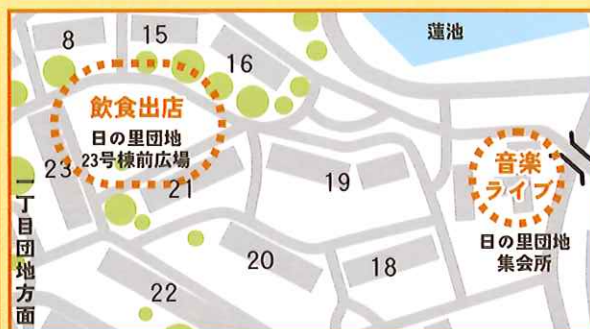 8
15
16
蓮池
飲食出店
日の里団地
23号棟前広場
23
21
19
音楽
ライブ
日の里団地
集会所
一丁目団地方面
20
18
22